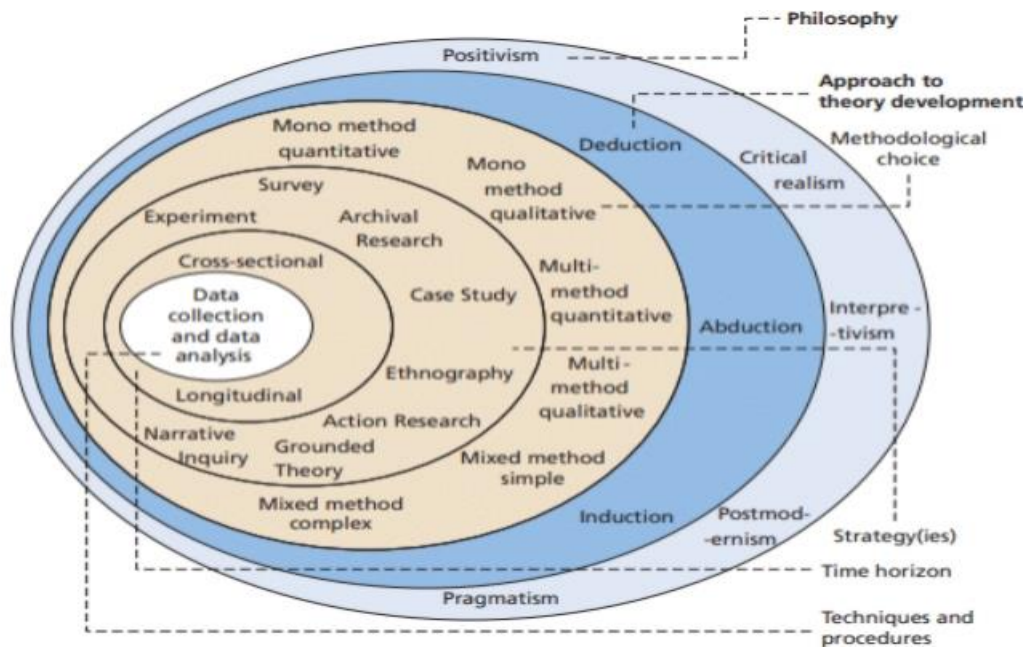 Philosophy
Positivism
Approach to
theory development
Mono method
quantitative
Deduction
Methodological
choice
Mono
method
qualitative
Critical
realism
Survey
Experiment
Archival
Research
Cross-sectional
Data
collection
and data
analysis
Case Study
Multi-
method
quantitative
Abduction
Interpre -
-tivism
Ethnography
Multi-
method
qualitative
Longitudinal
Action Research
Narrative
Inquiry
Grounded
Theory
Mixed method
simple
Mixed method
complex
Induction
Postmod-
-ernism
Strategy(ies)
Time horizon
Pragmatism
Techniques and
procedures